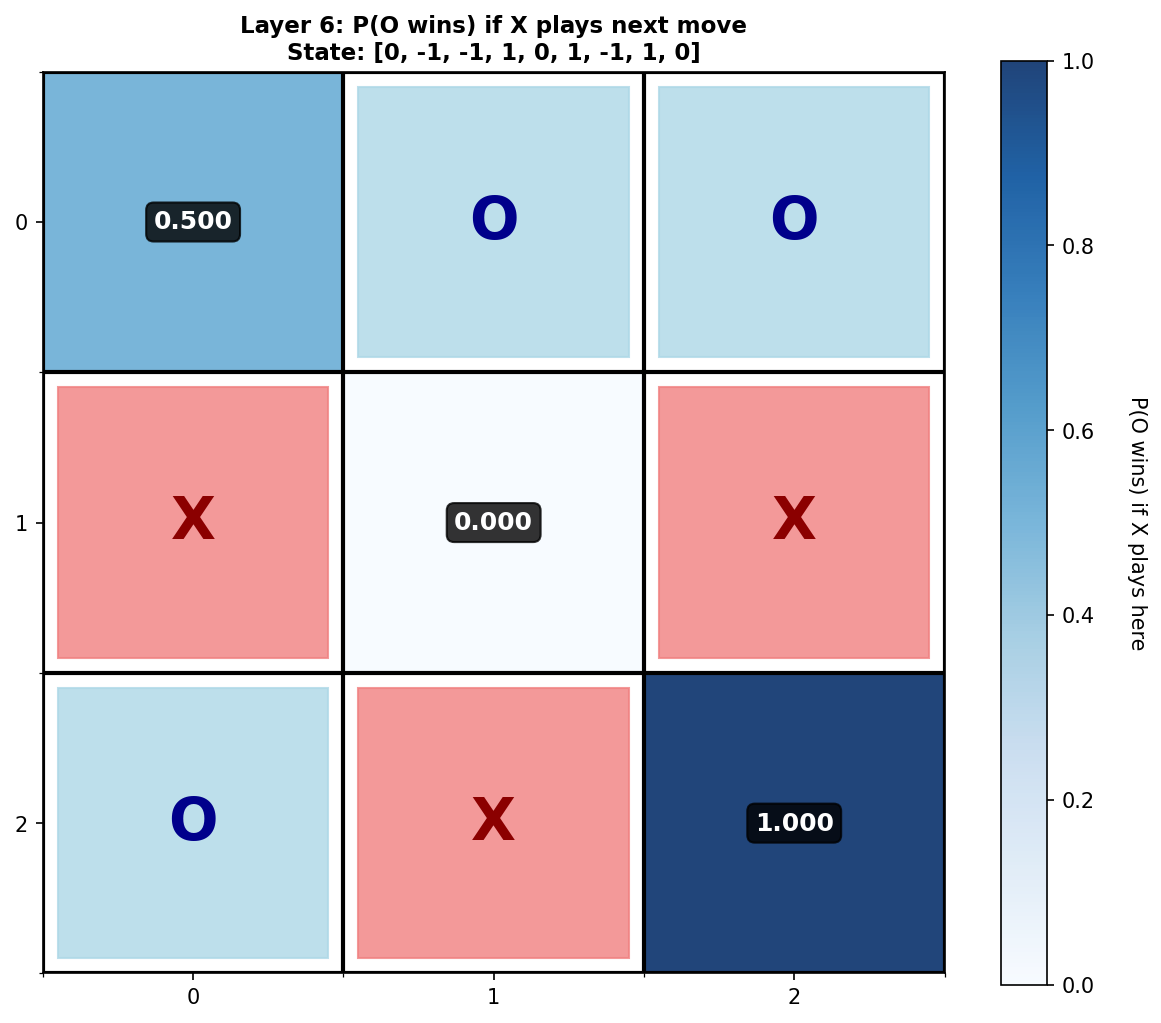 Layer 6: P(O wins) if X plays next move
State: [0, -1, -1, 1, 0, 1, -1, 1, 0]
0
0.500
O
O
1
X
0.000
X
2
O
X
1.000
0
1
2
1.0
0.8
0.6
0.4
0.2
0.0
P(O wins) if X plays here